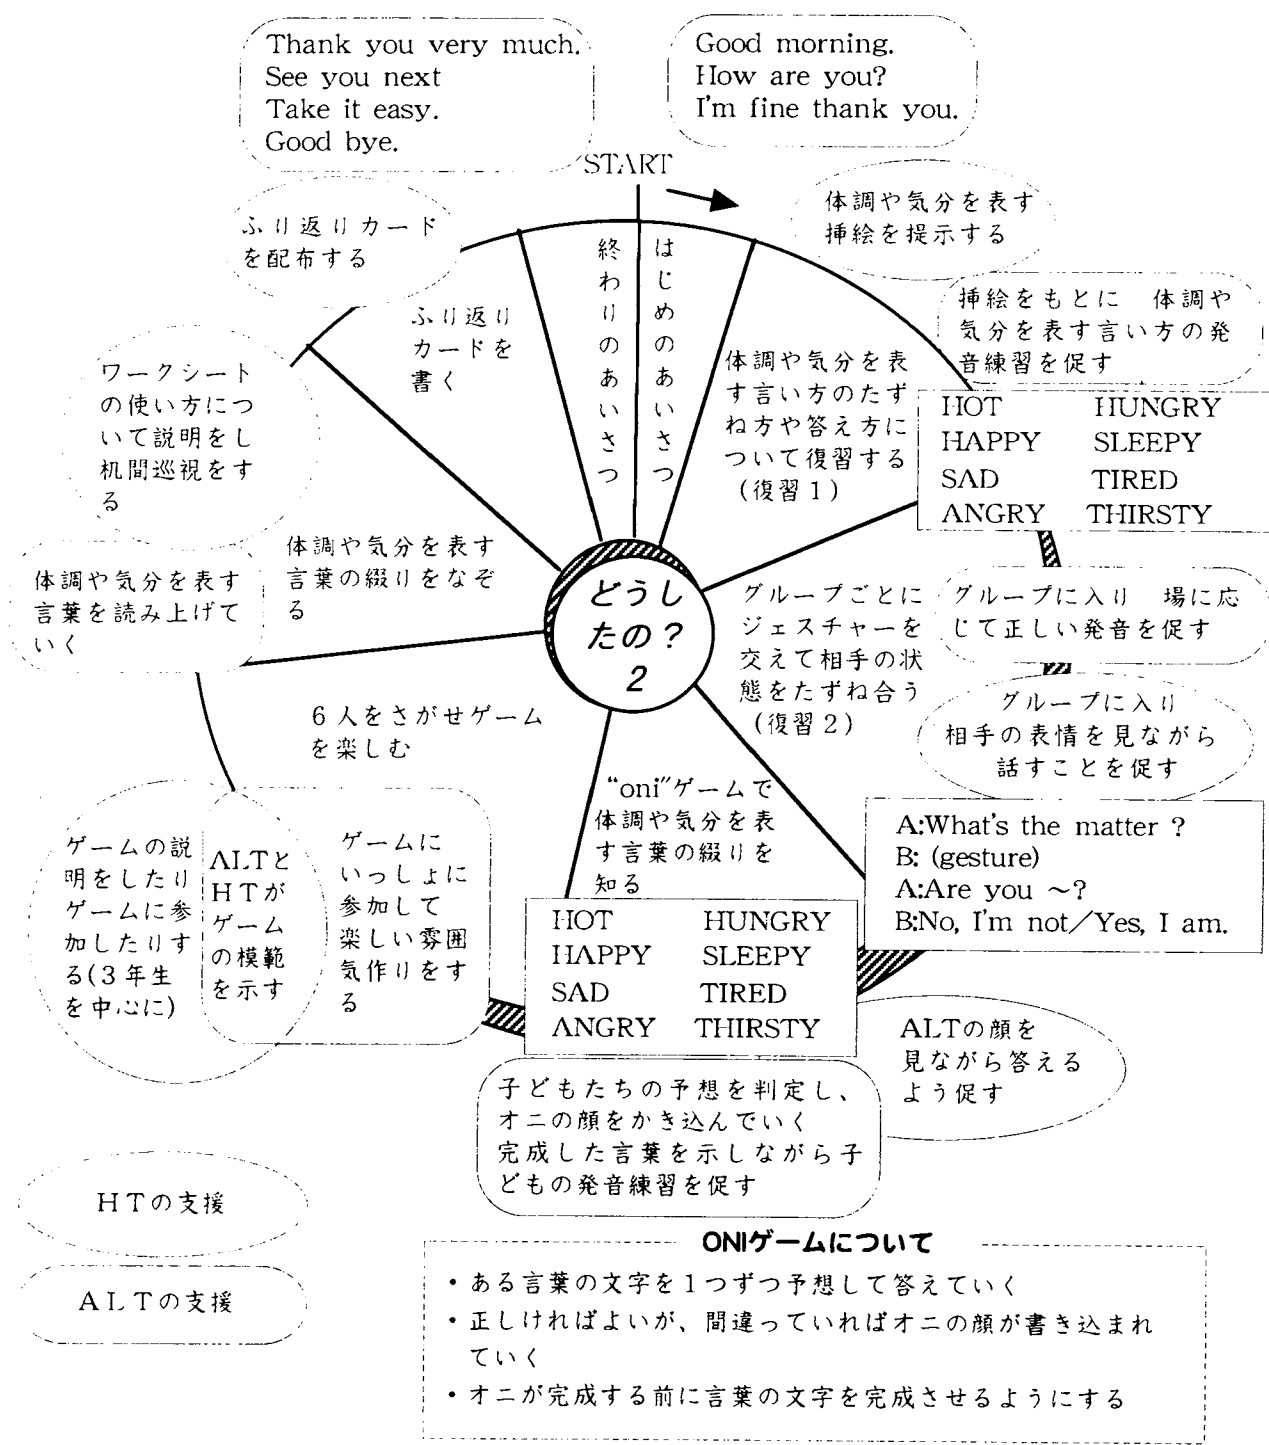 Thank you very much.
See you next
Take it easy.
Good bye.
Good morning.
How are you?
I'm fine thank you.
START
体調や気分を表す
挿絵を提示する
ふり返りカード
を配布する
終わりのあいさつ
はじめのあいさつ
挿絵をもとに 体調や
気分を表す言い方の発
音練習を促す
ふり返り
カードを
書く
体調や気分を表
す言い方のたず
ね方や答え方に
ついて復習する
(復習1)
HOT HUNGRY
HAPPY SLEEPY
SAD TIRED
ANGRY THIRSTY
ワークシート
の使い方につ
いて説明をし
机間巡視をす
る
体調や気分を表す
言葉の綴りをなぞ
る
体調や気分を表す
言葉を読み上げて
いく
どうし
たの?
2
グループごとに
ジェスチャーを
交えて相手の状
態をたずね合う
(復習2)
グループに入り 場に応
じて正しい発音を促す
グループに入り
相手の表情を見ながら
話すことを促す
6人をさがせゲーム
を楽しむ
“oni”ゲームで
体調や気分を表
す言葉の綴りを
知る
A:What's the matter ?
B: (gesture)
A:Are you ~?
B:No, I'm not/Yes, I am.
ゲームの説
明をしたり
ゲームに参
加したりす
る(3年生
を中心に)
ALTと
HTが
ゲーム
の模範
を示す
ゲームに
いっしょに
参加して
楽しい雰囲
気作りをす
る
HOT HUNGRY
HAPPY SLEEPY
SAD TIRED
ANGRY THIRSTY
ALTの顔を
見ながら答える
よう促す
子どもたちの予想を判定し、
オニの顔をかき込んでいく
完成した言葉を示しながら子
どもの発音練習を促す
HTの支援
ALTの支援
ONIゲームについて
・ある言葉の文字を1つずつ予想して答えていく
・正しければよいが、間違っていればオニの顔が書き込まれ
ていく
・オニが完成する前に言葉の文字を完成させるようにする